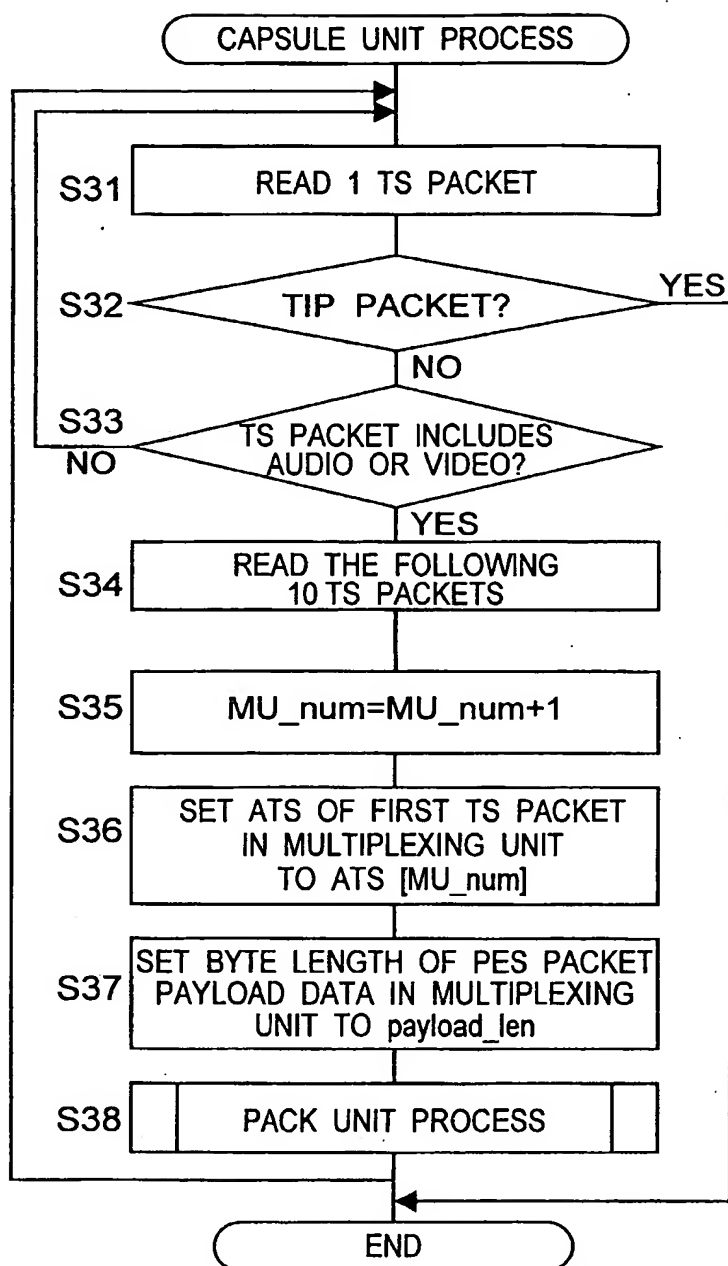 CAPSULE UNIT PROCESS
S31
READ 1 TS PACKET
S32
TIP PACKET?
YES
NO
S33
NO
TS PACKET INCLUDES
AUDIO OR VIDEO?
YES
S34
READ THE FOLLOWING
10 TS PACKETS
S35
MU_num=MU_num+1
S36
SET ATS OF FIRST TS PACKET
IN MULTIPLEXING UNIT
TO ATS [MU_num]
S37
SET BYTE LENGTH OF PES PACKET
PAYLOAD DATA IN MULTIPLEXING
UNIT TO payload_len
S38
PACK UNIT PROCESS
END